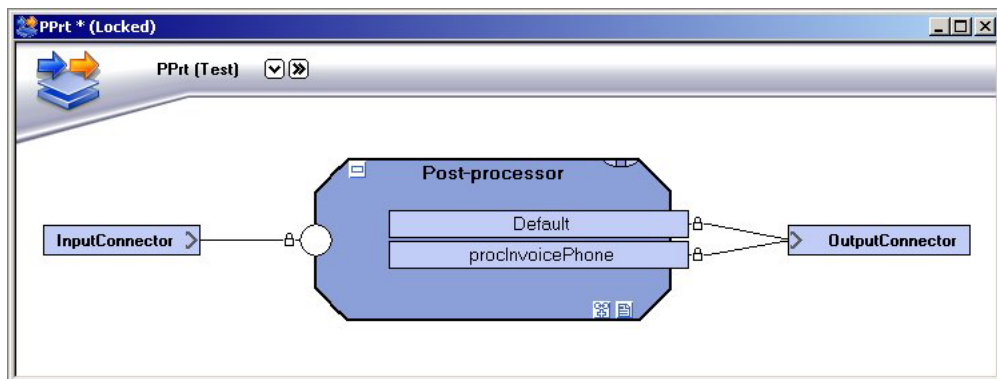 PPrt * (Locked)
PPrt (Test)
Post-processor
Default
InputConnector
OutputConnector
procInvoicePhone